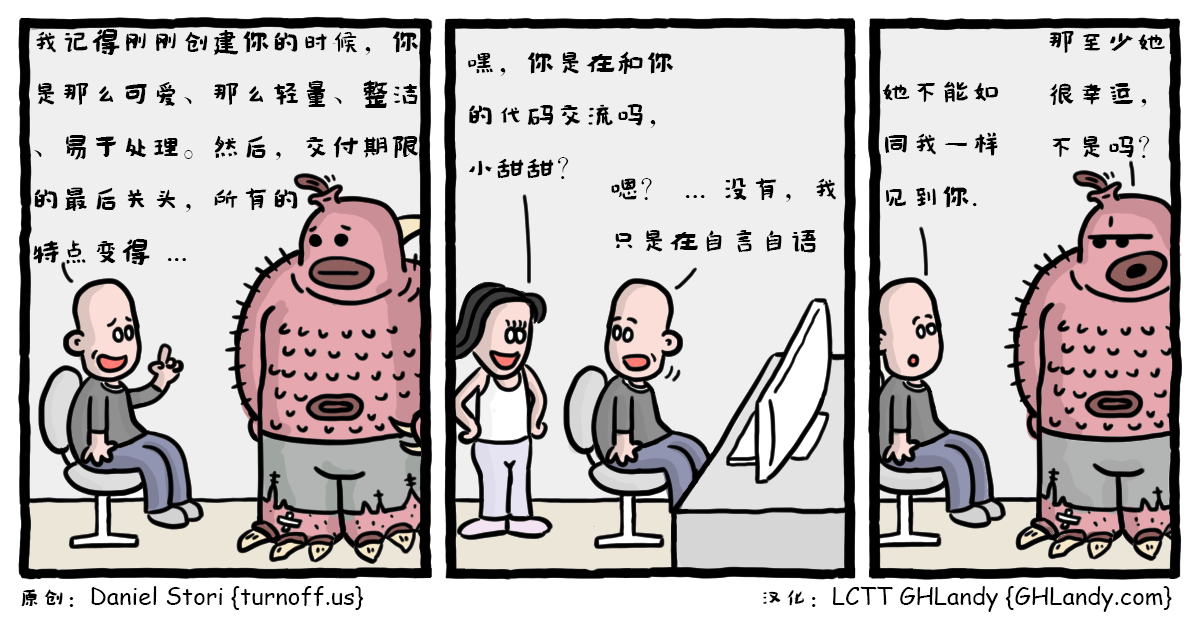 我记得刚刚创建你的时候，你
是那么可爱、那么轻量、整洁
、易于处理。然后，交付期限
的最后关头，所有的
特点变得 ...
嘿，你是在和你
的代码交流吗，
小甜甜？
嗯？ ... 没有，我
只是在自言自语
她不能如
同我一样
见到你.
那至少她
很幸运，
不是吗？
原创：Daniel Stori {turnoff.us}
汉化：LCTT GHLandy {GHLandy.com}